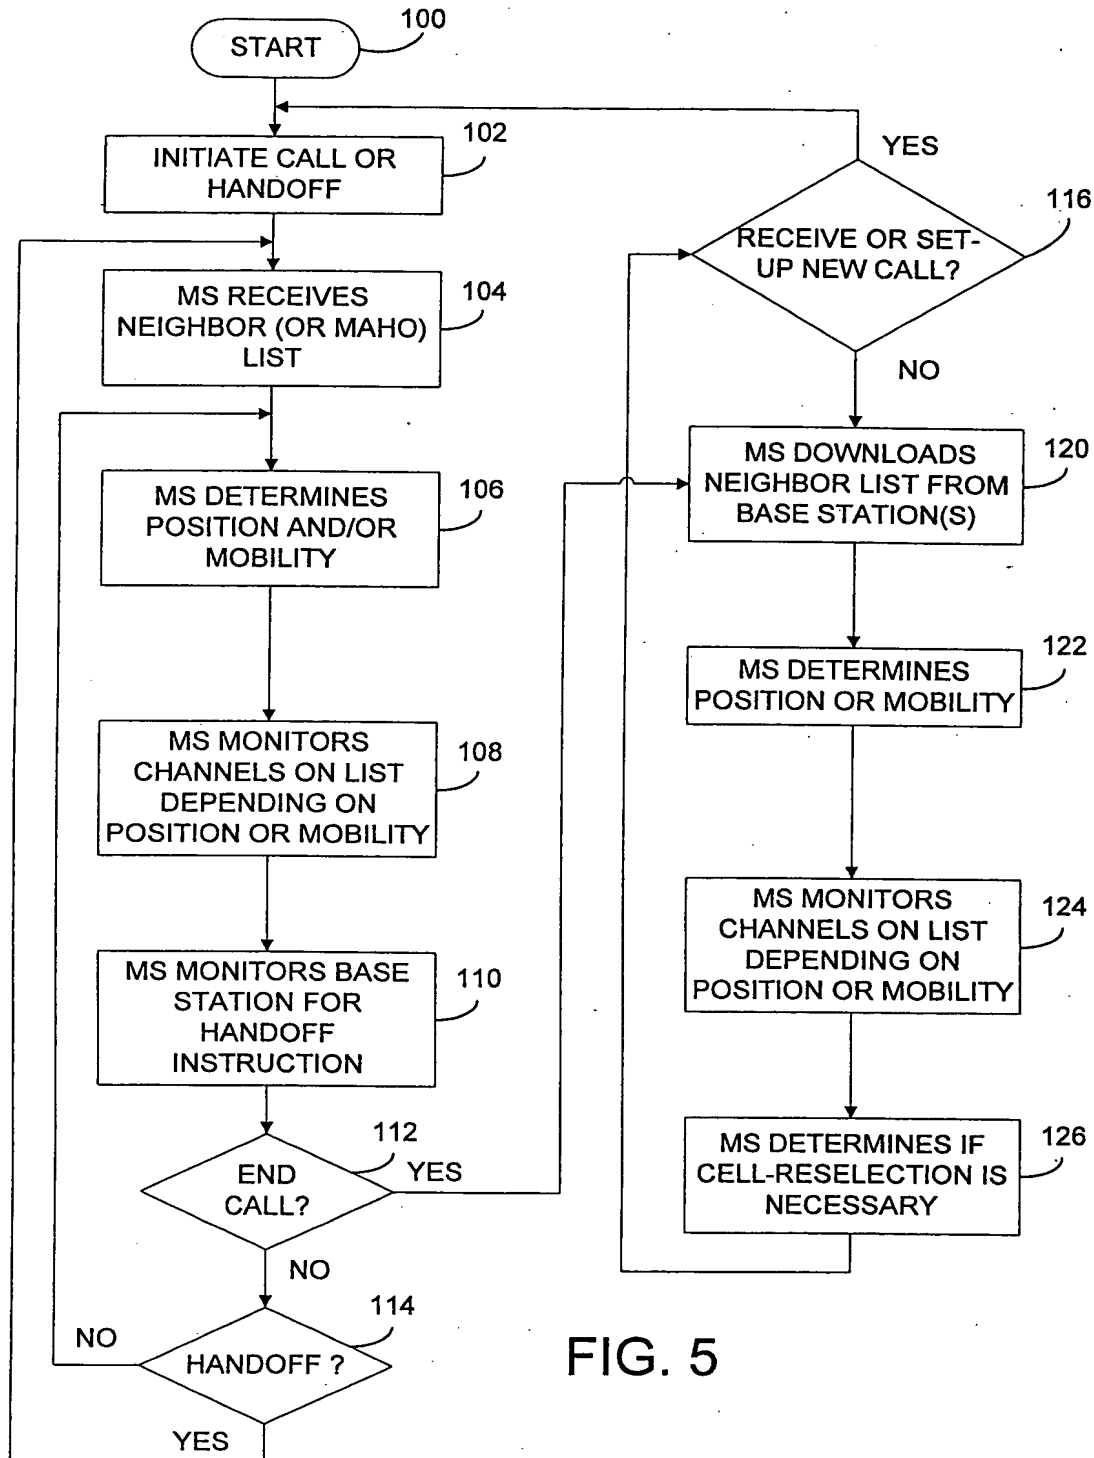 START
100
INITIATE CALL OR
HANDOFF
102
MS RECEIVES
NEIGHBOR (OR MAHO)
LIST
104
MS DETERMINES
POSITION AND/OR
MOBILITY
106
MS MONITORS
CHANNELS ON LIST
DEPENDING ON
POSITION OR MOBILITY
108
MS MONITORS BASE
STATION FOR
HANDOFF
INSTRUCTION
110
END
CALL?
112
YES
NO
HANDOFF ?
114
NO
YES
YES
RECEIVE OR SET-
UP NEW CALL?
116
NO
MS DOWNLOADS
NEIGHBOR LIST FROM
BASE STATION(S)
120
MS DETERMINES
POSITION OR MOBILITY
122
MS MONITORS
CHANNELS ON LIST
DEPENDING ON
POSITION OR MOBILITY
124
MS DETERMINES IF
CELL-RESELECTION IS
NECESSARY
126
FIG. 5